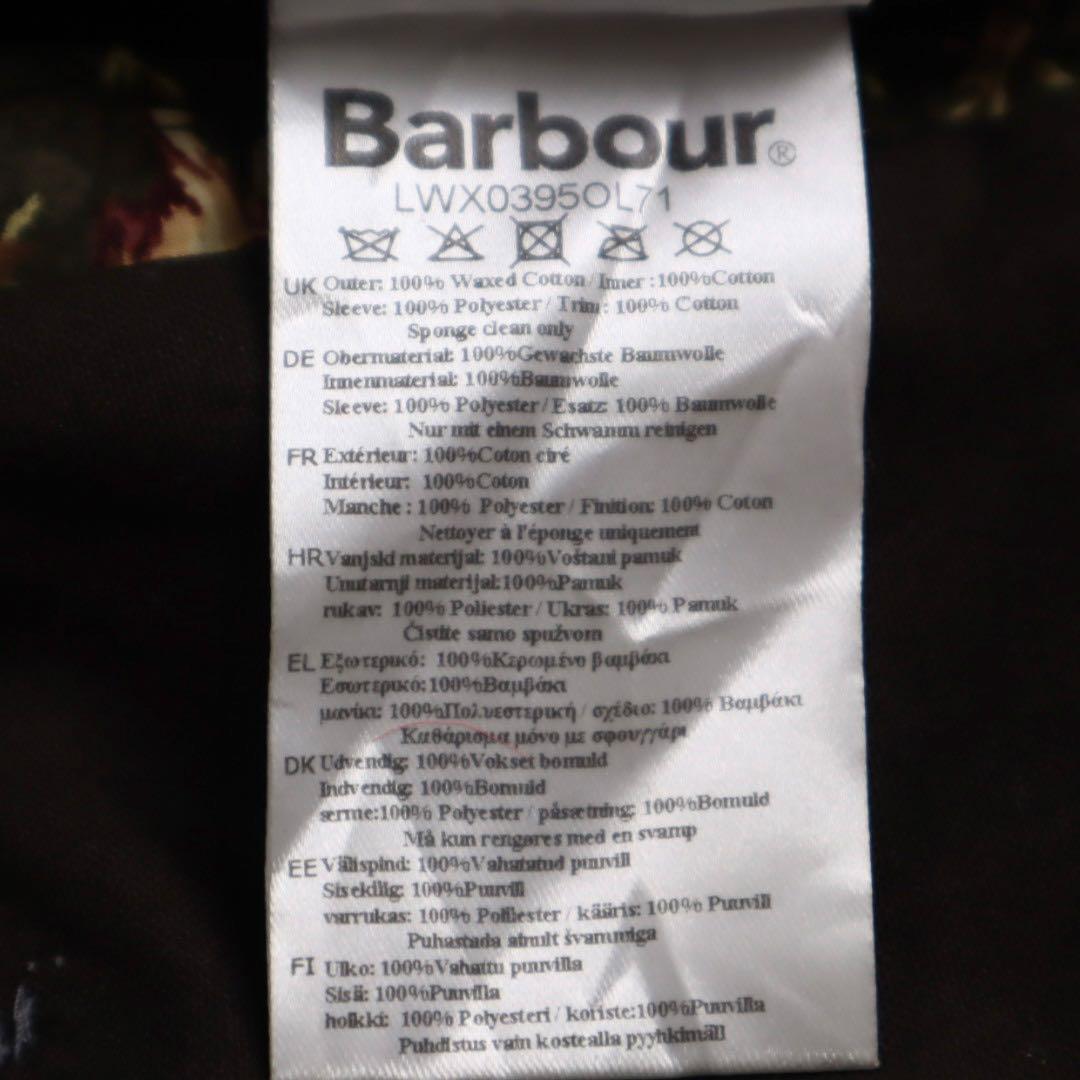 Barbour®
LWX0395OL71
UK Outer: 100% Waxed Cotton / Inner :100%Cotton
Sleeve: 100% Polyester / Trim: 100% Cotton
Sponge clean only
DE Obermaterial: 100%Gewachste Baumwolle
Innenmaterial: 100%Baumwolle
Sleeve: 100% Polyester / Esatz: 100% Baumwolle
Nur mit einem Schwamm reinigen
FR Extérieur: 100%Coton ciré
Intérieur: 100%Coton
Manche : 100% Polyester / Finition: 100% Coton
Nettoyer à l'éponge uniquement
HR Vanjski materijal: 100%Voštani pamuk
Unutarnji materijal:100%Pamuk
rukav: 100% Poliester / Ukras: 100% Pamuk
Čistite samo spužvom
EL Εξωτερικό: 100%Κερωμένο βαμβάκι
Εσωτερικό:100%Βαμβάκι
μανίκι: 100%Πολυεστερική / σχέδιο: 100% Βαμβάκι
Καθάρισμα μόνο με σφουγγάρι
DK Udvendig: 100%Vokset bomuld
Indvendig: 100%Bomuld
ærme:100% Polyester / påsætning: 100%Bomuld
Må kun rengøres med en svamp
EE Välispind: 100%Vahatatud puuvill
Sisekülig: 100%Puuvill
varrukas: 100% Polüester / kääris: 100% Puuvill
Puhastada ainult švammiga
FI Ulko: 100%Vahattu puuvilla
Sisä: 100%Puuvilla
hoikki: 100% Polyesteri / koriste:100%Puuvilla
Puhdistus vain kostealla pyyhkimäll